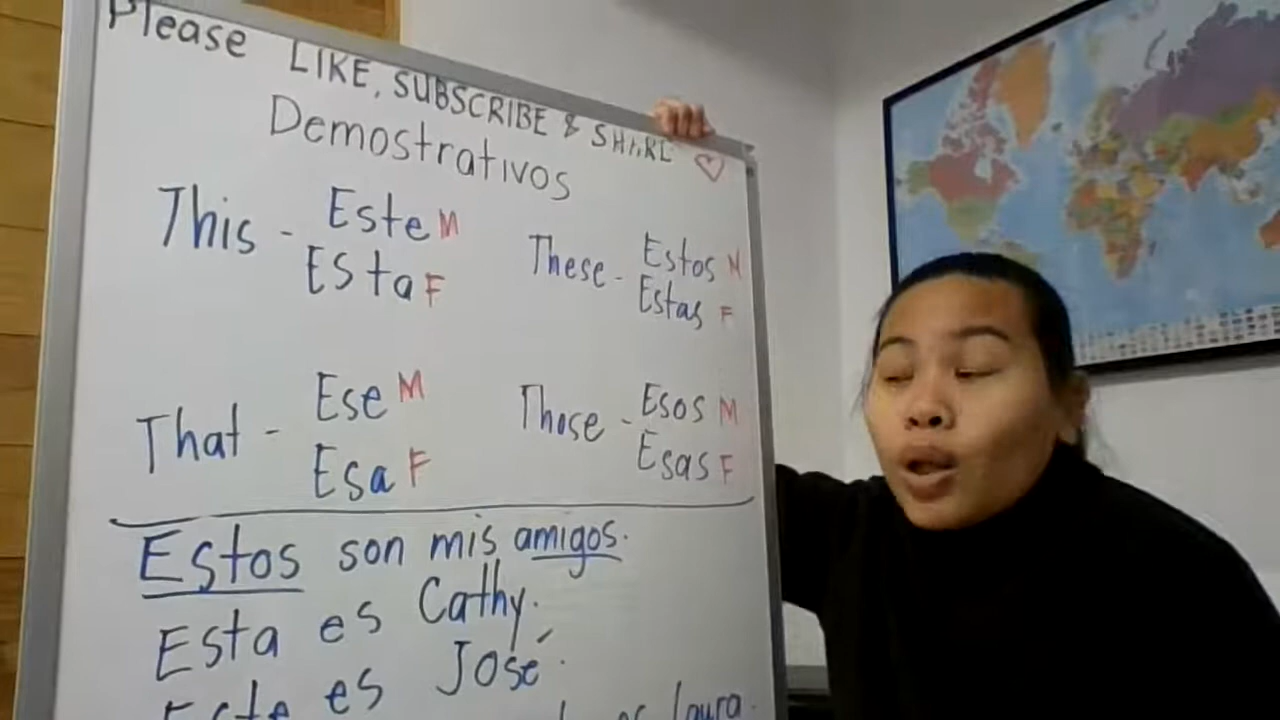 Please LIKE, SUBSCRIBE & SHARE ♡
Demostrativos
This - Este M
Esta F
These - Estos M
Estas F
That - Ese M
Esa F
Those - Esos M
Esas F
Estos son mis amigos.
Esta es Cathy.
Este es José.
Laura.